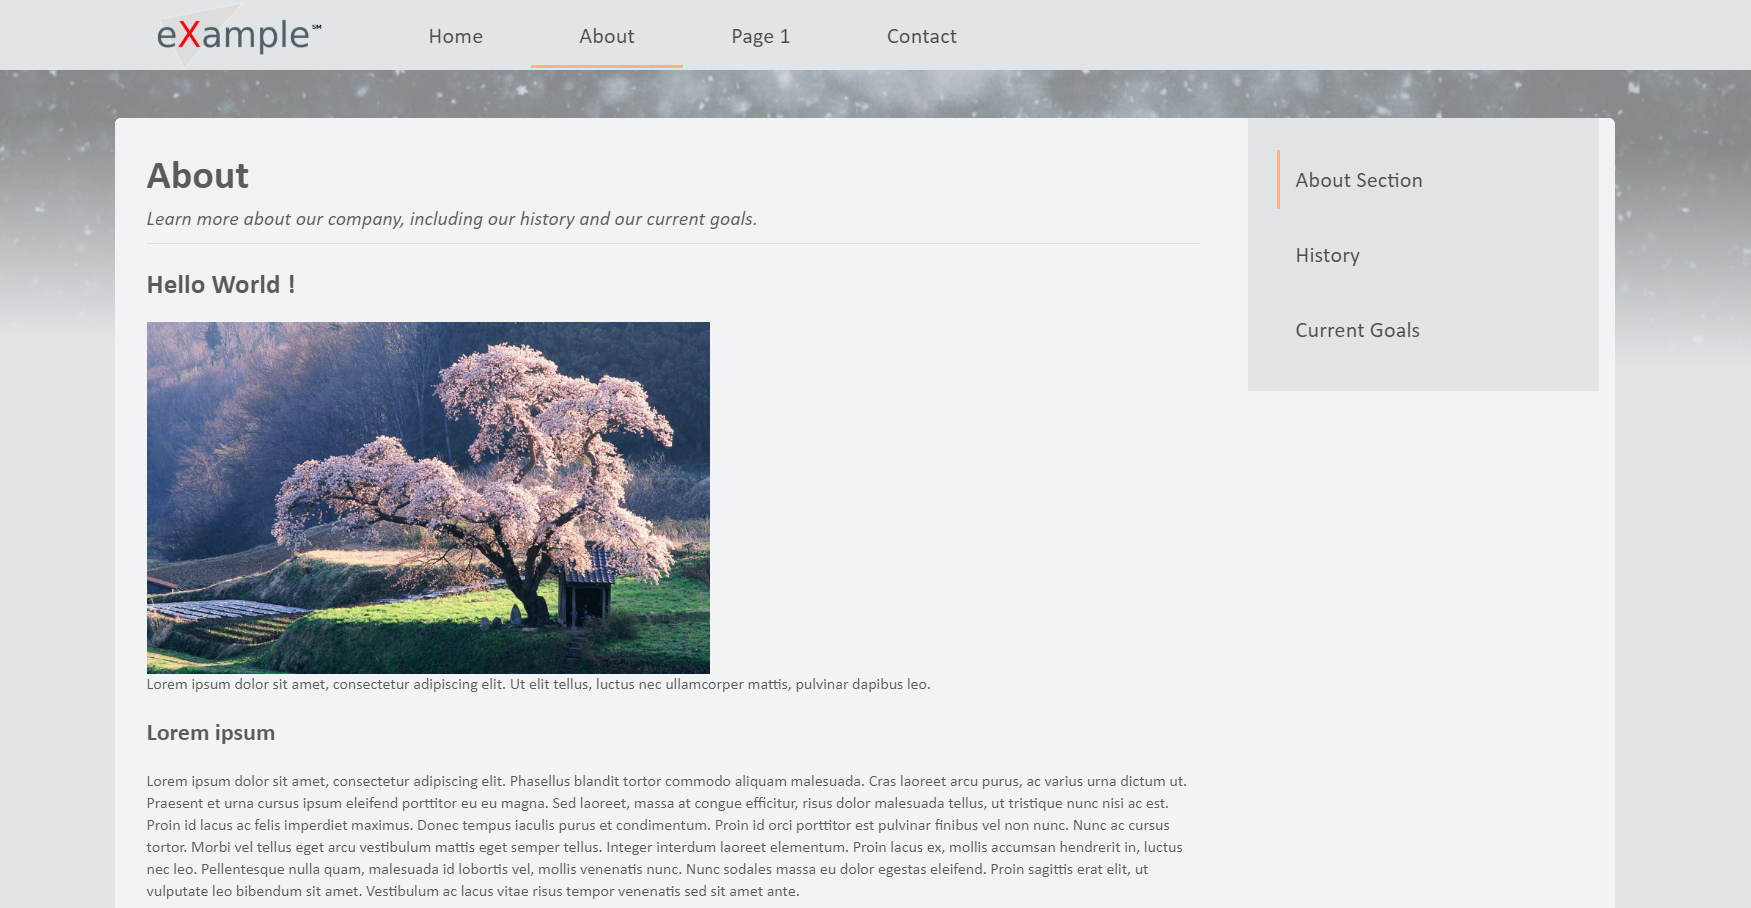 eXample℠
Home
About
Page 1
Contact
About
Learn more about our company, including our history and our current goals.
Hello World !
Lorem ipsum dolor sit amet, consectetur adipiscing elit. Ut elit tellus, luctus nec ullamcorper mattis, pulvinar dapibus leo.
Lorem ipsum
Lorem ipsum dolor sit amet, consectetur adipiscing elit. Phasellus blandit tortor commodo aliquam malesuada. Cras laoreet arcu purus, ac varius urna dictum ut.
Praesent et urna cursus ipsum eleifend porttitor eu eu magna. Sed laoreet, massa at congue efficitur, risus dolor malesuada tellus, ut tristique nunc nisi ac est.
Proin id lacus ac felis imperdiet maximus. Donec tempus iaculis purus et condimentum. Proin id orci porttitor est pulvinar finibus vel non nunc. Nunc ac cursus
tortor. Morbi vel tellus eget arcu vestibulum mattis eget semper tellus. Integer interdum laoreet elementum. Proin lacus ex, mollis accumsan hendrerit in, luctus
nec leo. Pellentesque nulla quam, malesuada id lobortis vel, mollis venenatis nunc. Nunc sodales massa eu dolor egestas eleifend. Proin sagittis erat elit, ut
vulputate leo bibendum sit amet. Vestibulum ac lacus vitae risus tempor venenatis sed sit amet ante.
About Section
History
Current Goals